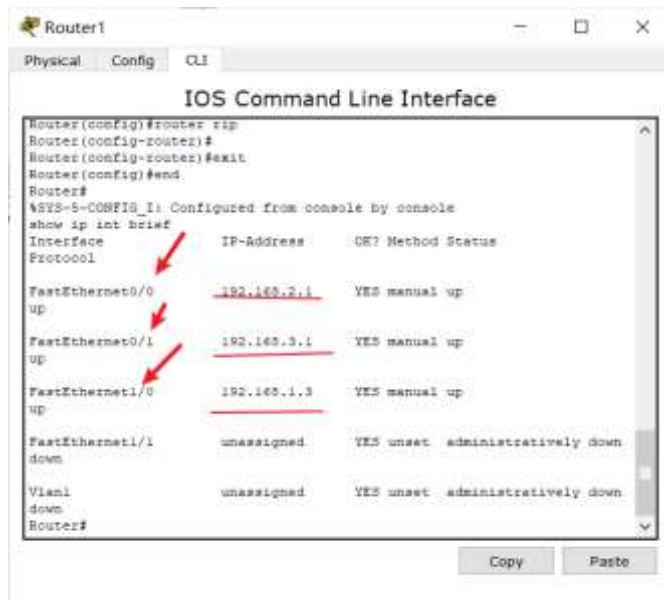 Router1
Physical Config CLI
IOS Command Line Interface
Router(config)#router rip
Router(config-router)#
Router(config-router)#exit
Router(config)#end
Router#
%SYS-5-CONFIG_I: Configured from console by console
show ip int brief
Interface IP-Address OK? Method Status
Protocol
FastEthernet0/0 192.168.2.1 YES manual up
up
FastEthernet0/1 192.168.3.1 YES manual up
up
FastEthernet1/0 192.168.1.3 YES manual up
up
FastEthernet1/1 unassigned YES unset administratively down
down
Vlan1 unassigned YES unset administratively down
down
Router#
Copy Paste